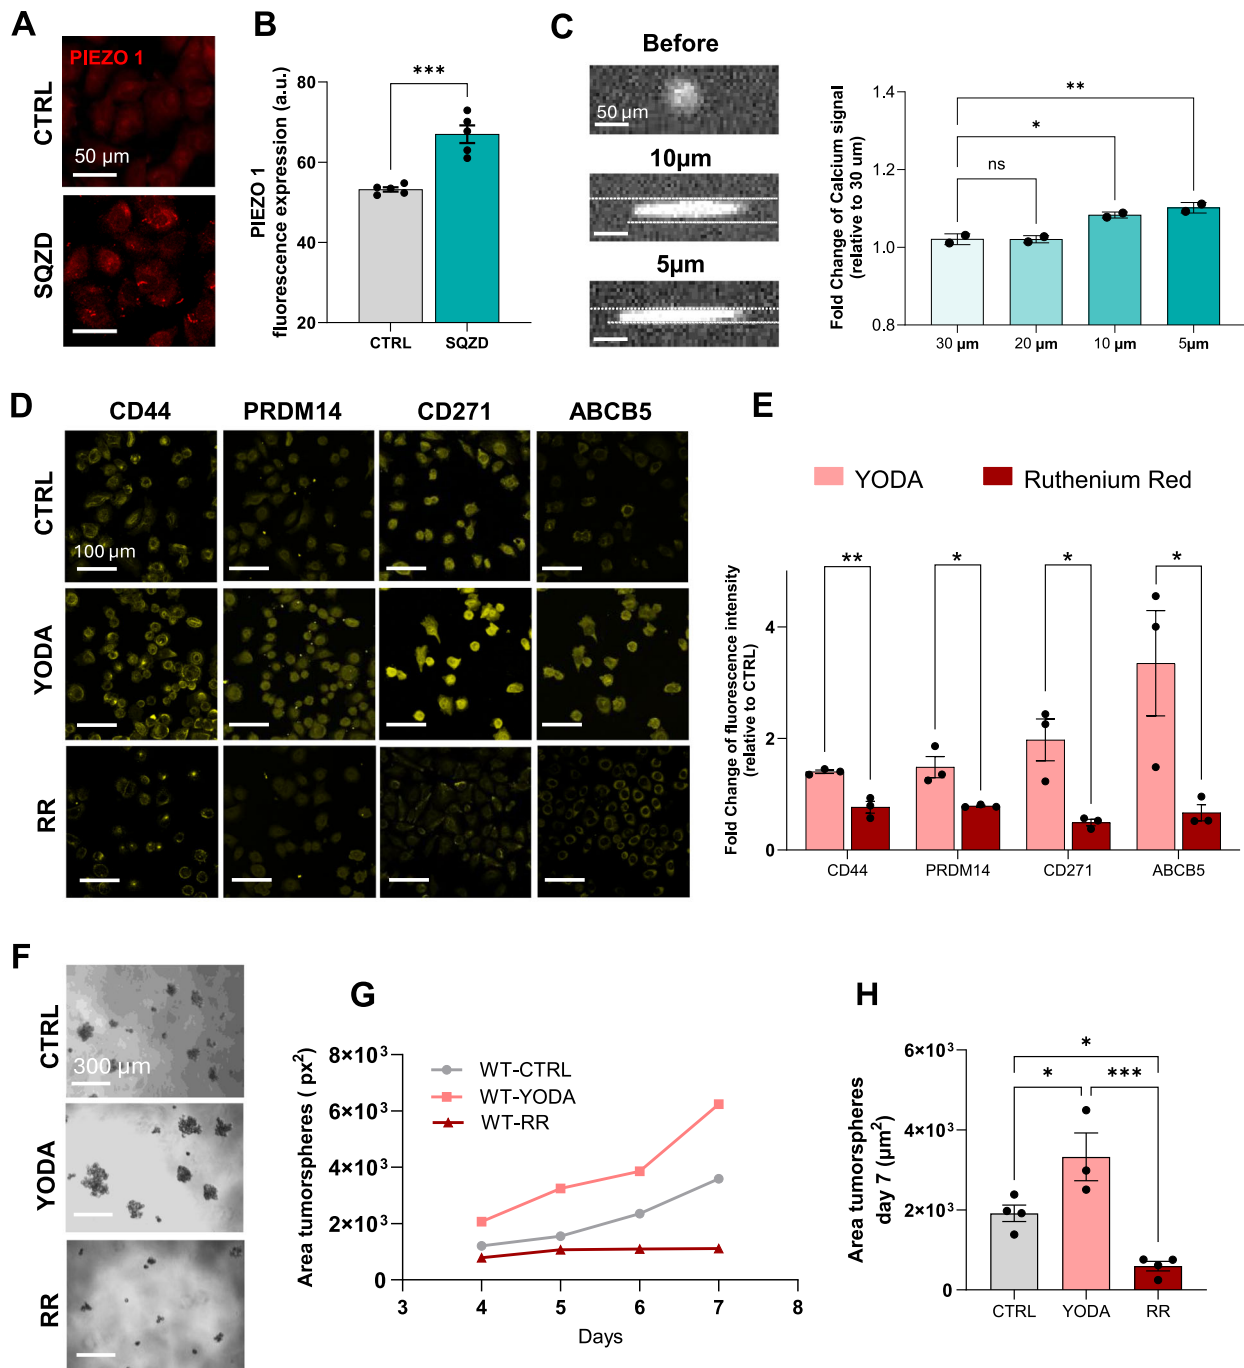 A
PIEZO 1
CTRL
50 µm
SQZD
B
PIEZO 1
fluorescence expression (a.u.)
80
60
40
20
***
CTRL
SQZD
C
Before
50 µm
10µm
5µm
Fold Change of Calcium signal
(relative to 30 um)
1.4
1.2
1.0
0.8
**
*
ns
30 µm
20 µm
10 µm
5µm
D
CD44
PRDM14
CD271
ABCB5
CTRL
100 µm
YODA
RR
E
YODA
Ruthenium Red
Fold Change of fluorescence intensity
(relative to CTRL)
4
2
0
**
*
*
*
CD44
PRDM14
CD271
ABCB5
F
CTRL
300 µm
YODA
RR
G
Area tumorspheres ( px²)
8×10³
6×10³
4×10³
2×10³
0
WT-CTRL
WT-YODA
WT-RR
3
4
5
6
7
8
Days
H
Area tumorspheres
day 7 (µm²)
6×10³
4×10³
2×10³
0
*
*
***
CTRL
YODA
RR